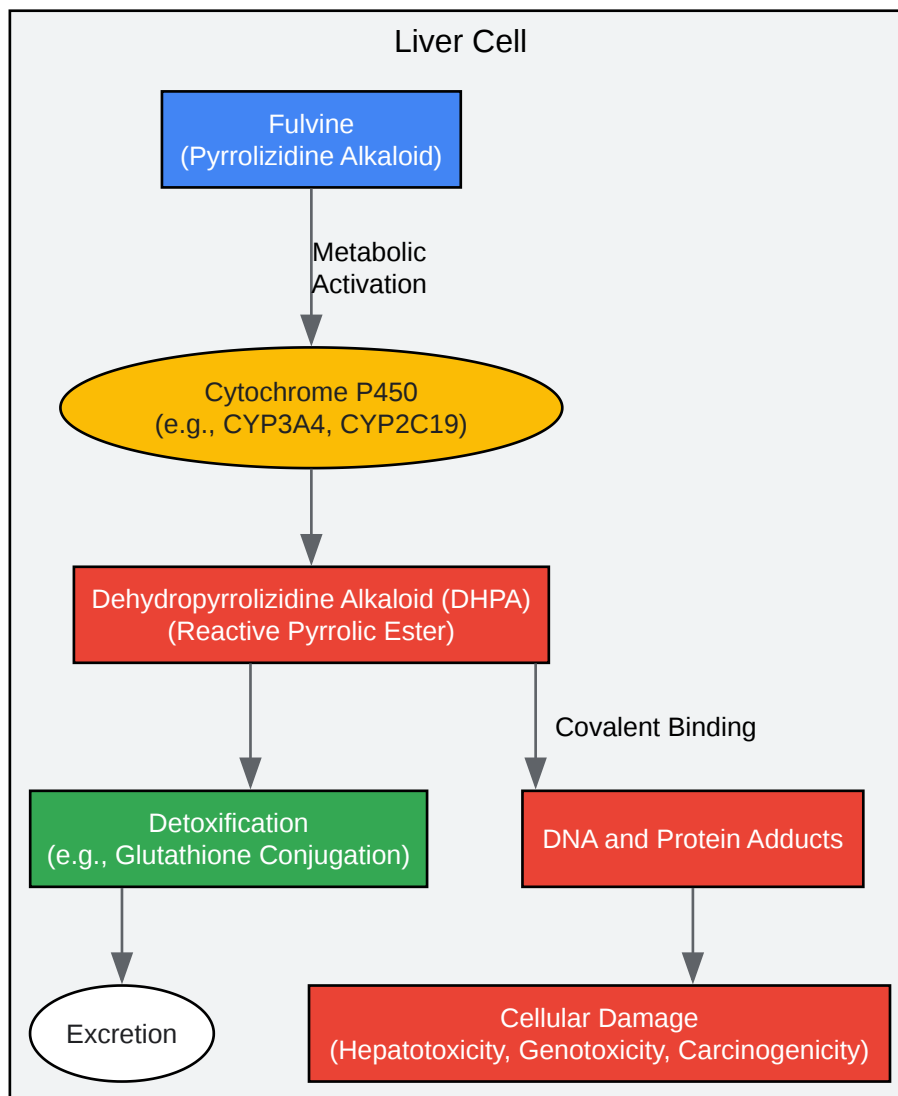 Liver Cell
Fulvine
(Pyrrolizidine Alkaloid)
Metabolic
Activation
Cytochrome P450
(e.g., CYP3A4, CYP2C19)
Dehydropyrrolizidine Alkaloid (DHPA)
(Reactive Pyrrolic Ester)
Covalent Binding
Detoxification
(e.g., Glutathione Conjugation)
DNA and Protein Adducts
Excretion
Cellular Damage
(Hepatotoxicity, Genotoxicity, Carcinogenicity)